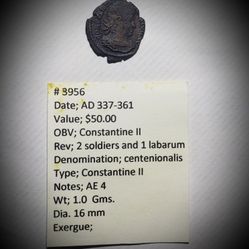 # 3956
Date; AD 337-361
Value; $50.00
OBV; Constantine II
Rev; 2 soldiers and 1 labarum
Denomination; centenionalis
Type; Constantine II
Notes; AE 4
Wt; 1.0  Gms.
Dia. 16 mm
Exergue;